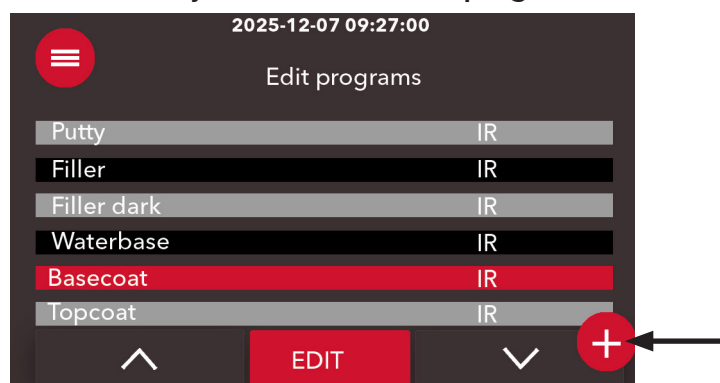 2025-12-07 09:27:00
Edit programs
Putty IR
Filler IR
Filler dark IR
Waterbase IR
Basecoat IR
Topcoat IR
EDIT